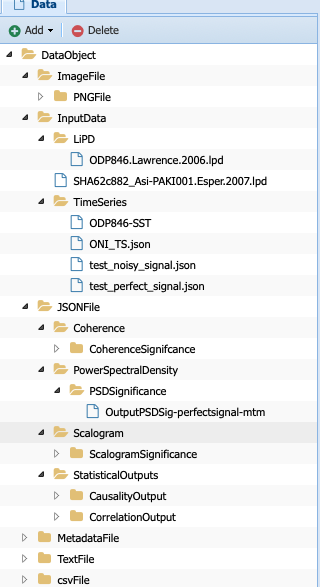 Data
Add
Delete
DataObject
ImageFile
PNGFile
InputData
LiPD
ODP846.Lawrence.2006.lpd
SHA62c882_Asi-PAKI001.Esper.2007.lpd
TimeSeries
ODP846-SST
ONI_TS.json
test_noisy_signal.json
test_perfect_signal.json
JSONFile
Coherence
CoherenceSignifcance
PowerSpectralDensity
PSDSignificance
OutputPSDSig-perfectsignal-mtm
Scalogram
ScalogramSignificance
StatisticalOutputs
CausalityOutput
CorrelationOutput
MetadataFile
TextFile
csvFile